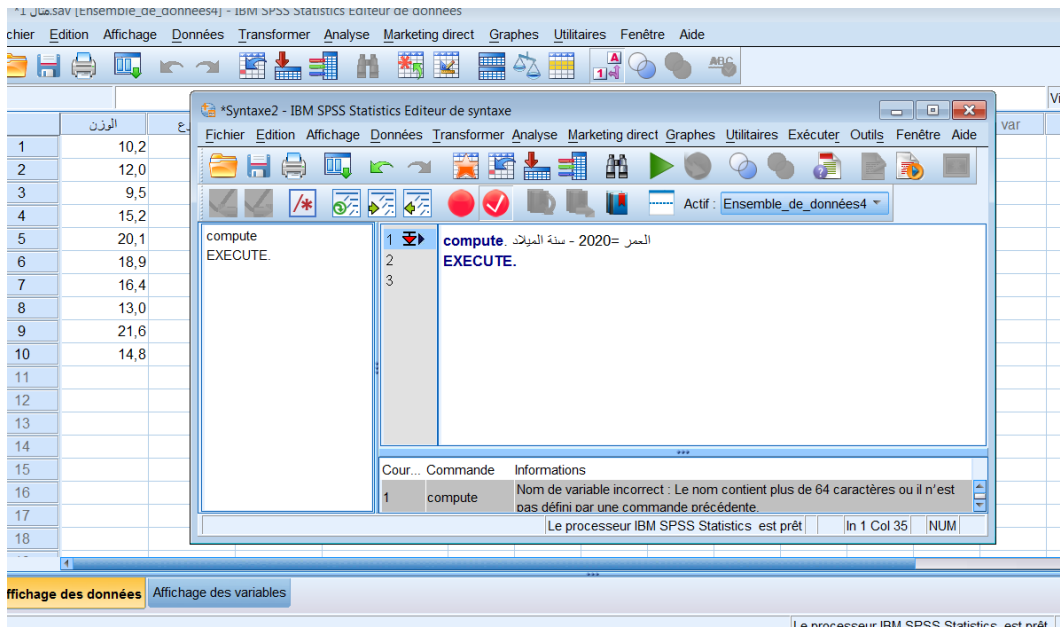 *1 مثال.sav [Ensemble_de_données4] - IBM SPSS Statistics Editeur de données
chier Edition Affichage Données Transformer Analyse Marketing direct Graphes Utilitaires Fenêtre Aide
Vi
*Syntaxe2 - IBM SPSS Statistics Editeur de syntaxe
Fichier Edition Affichage Données Transformer Analyse Marketing direct Graphes Utilitaires Exécuter Outils Fenêtre Aide
Actif : Ensemble_de_données4
compute
EXECUTE.
1 compute العمر =2020 - سنة الميلاد .
2 EXECUTE.
3
Cour... Commande Informations
1 compute Nom de variable incorrect : Le nom contient plus de 64 caractères ou il n'est
pas défini par une commande précédente.
Le processeur IBM SPSS Statistics est prêt In 1 Col 35 NUM
الوزن var
1 10,2
2 12,0
3 9,5
4 15,2
5 20,1
6 18,9
7 16,4
8 13,0
9 21,6
10 14,8
11
12
13
14
15
16
17
18
ffichage des données Affichage des variables
Le processeur IBM SPSS Statistics est prêt